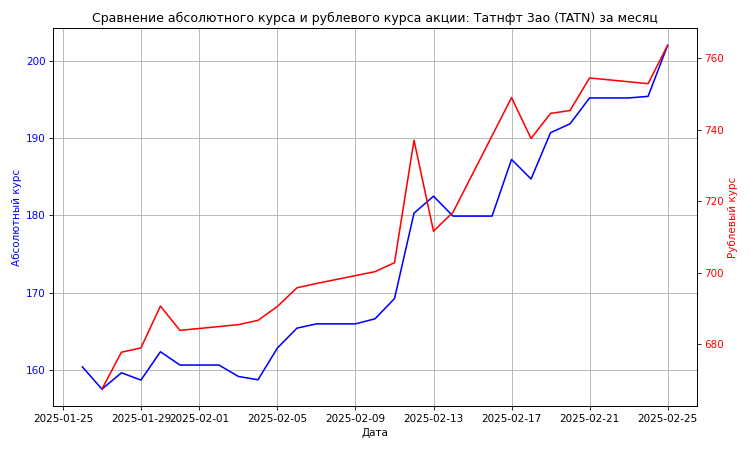 Сравнение абсолютного курса и рублевого курса акции: Татнфт 3ао (TATN) за месяц
200
190
180
170
160
Абсолютный курс
760
740
720
700
680
Рублевый курс
2025-01-25 2025-01-29 2025-02-01 2025-02-05 2025-02-09 2025-02-13 2025-02-17 2025-02-21 2025-02-25
Дата